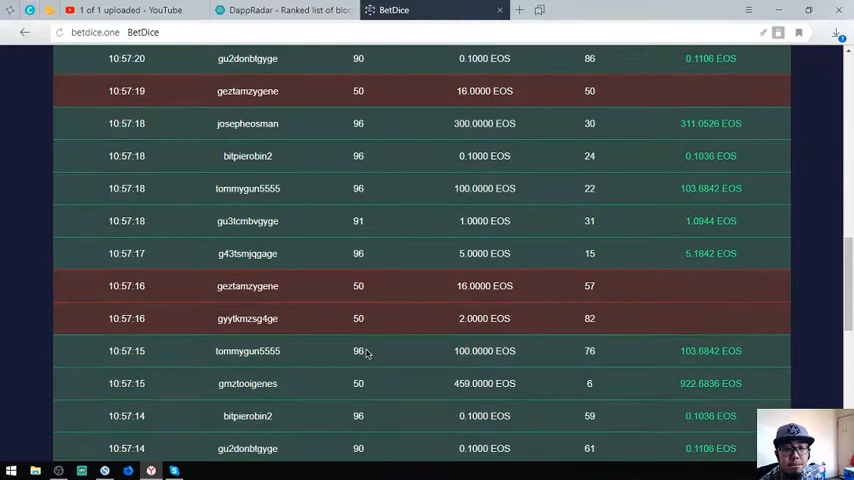 1 of 1 uploaded - YouTube
DappRadar - Ranked list of bloc
BetDice
betdice.one BetDice
10:57:20 gu2donbtgyge 90 0.1000 EOS 86 0.1106 EOS
10:57:19 geztamzygene 50 16.0000 EOS 50
10:57:18 josepheosman 96 300.0000 EOS 30 311.0526 EOS
10:57:18 bitpierobin2 96 0.1000 EOS 24 0.1036 EOS
10:57:18 tommygun5555 96 100.0000 EOS 22 103.6842 EOS
10:57:18 gu3tcmbvgyge 91 1.0000 EOS 31 1.0944 EOS
10:57:17 g43tsmjqgage 96 5.0000 EOS 15 5.1842 EOS
10:57:16 geztamzygene 50 16.0000 EOS 57
10:57:16 gyytkmzsg4ge 50 2.0000 EOS 82
10:57:15 tommygun5555 96 100.0000 EOS 76 103.6842 EOS
10:57:15 gmztooigenes 50 459.0000 EOS 6 922.6836 EOS
10:57:14 bitpierobin2 96 0.1000 EOS 59 0.1036 EOS
10:57:14 gu2donbtgyge 90 0.1000 EOS 61 0.1106 EOS